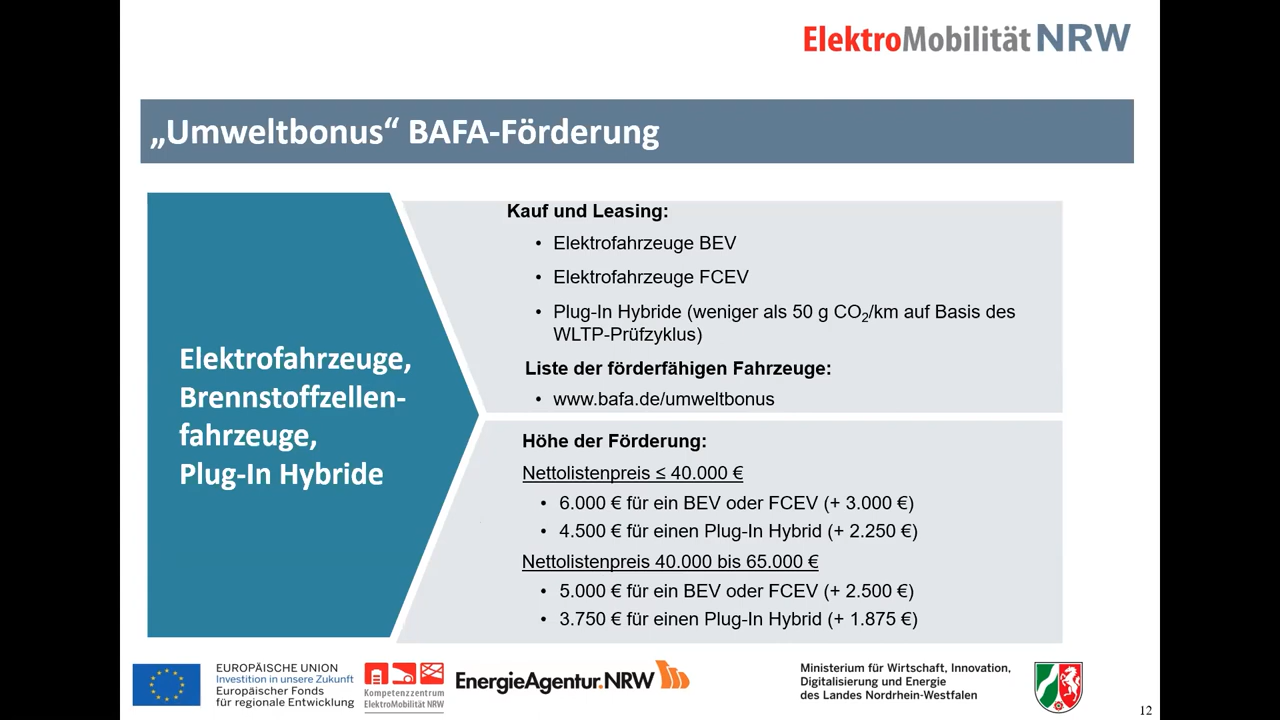 ElektroMobilität NRW
„Umweltbonus“ BAFA-Förderung
Elektrofahrzeuge,
Brennstoffzellen-
fahrzeuge,
Plug-In Hybride
Kauf und Leasing:
• Elektrofahrzeuge BEV
• Elektrofahrzeuge FCEV
• Plug-In Hybride (weniger als 50 g CO₂/km auf Basis des
WLTP-Prüfzyklus)
Liste der förderfähigen Fahrzeuge:
• www.bafa.de/umweltbonus
Höhe der Förderung:
Nettolistenpreis ≤ 40.000 €
• 6.000 € für ein BEV oder FCEV (+ 3.000 €)
• 4.500 € für einen Plug-In Hybrid (+ 2.250 €)
Nettolistenpreis 40.000 bis 65.000 €
• 5.000 € für ein BEV oder FCEV (+ 2.500 €)
• 3.750 € für einen Plug-In Hybrid (+ 1.875 €)
EUROPÄISCHE UNION
Investition in unsere Zukunft
Europäischer Fonds
für regionale Entwicklung
Kompetenzzentrum
ElektroMobilität NRW
EnergieAgentur.NRW
Ministerium für Wirtschaft, Innovation,
Digitalisierung und Energie
des Landes Nordrhein-Westfalen
12